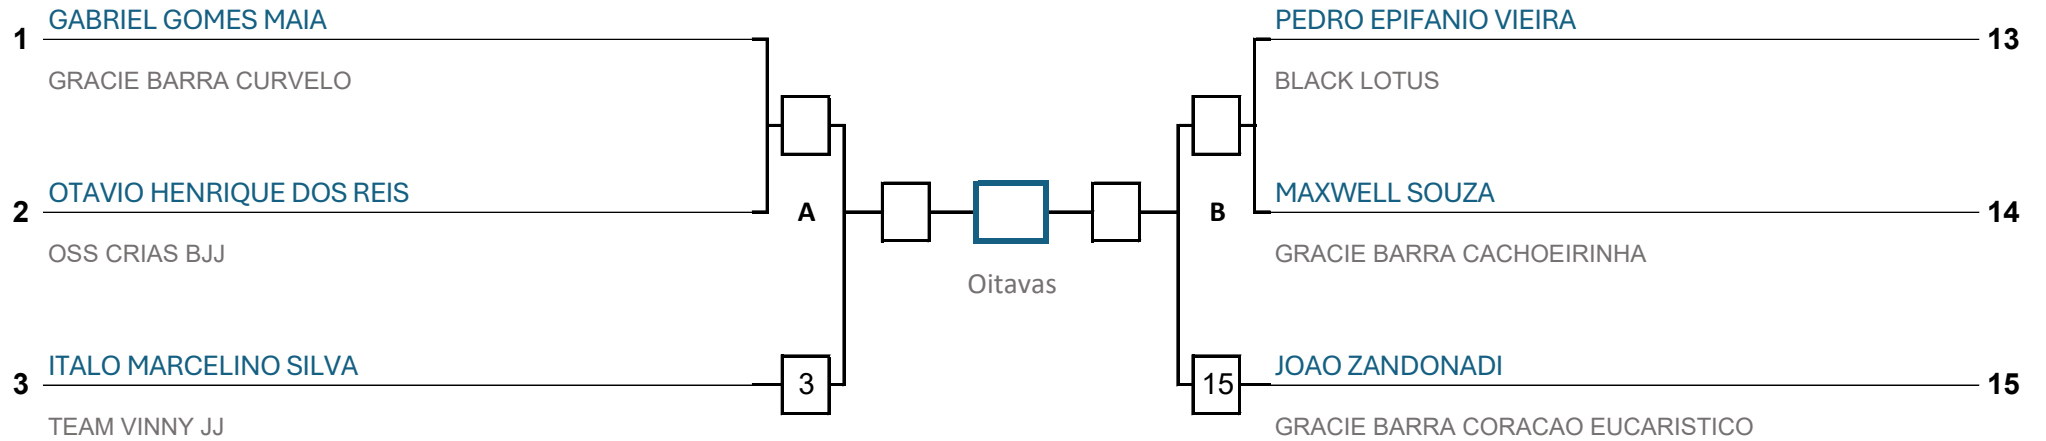 GABRIEL GOMES MAIA
1
GRACIE BARRA CURVELO
OTAVIO HENRIQUE DOS REIS
2
OSS CRIAS BJJ
A
ITALO MARCELINO SILVA
3
3
TEAM VINNY JJ
Oitavas
PEDRO EPIFANIO VIEIRA
13
BLACK LOTUS
B
MAXWELL SOUZA
14
GRACIE BARRA CACHOEIRINHA
15
JOAO ZANDONADI
15
GRACIE BARRA CORACAO EUCARISTICO